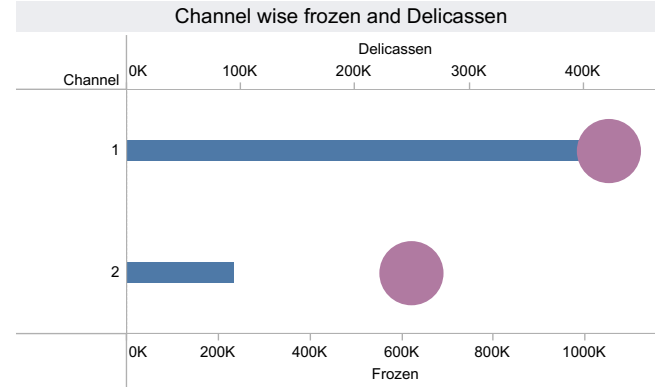 Channel wise frozen and Delicassen
Delicassen
Channel 0K 100K 200K 300K 400K
1
2
0K 200K 400K 600K 800K 1000K
Frozen